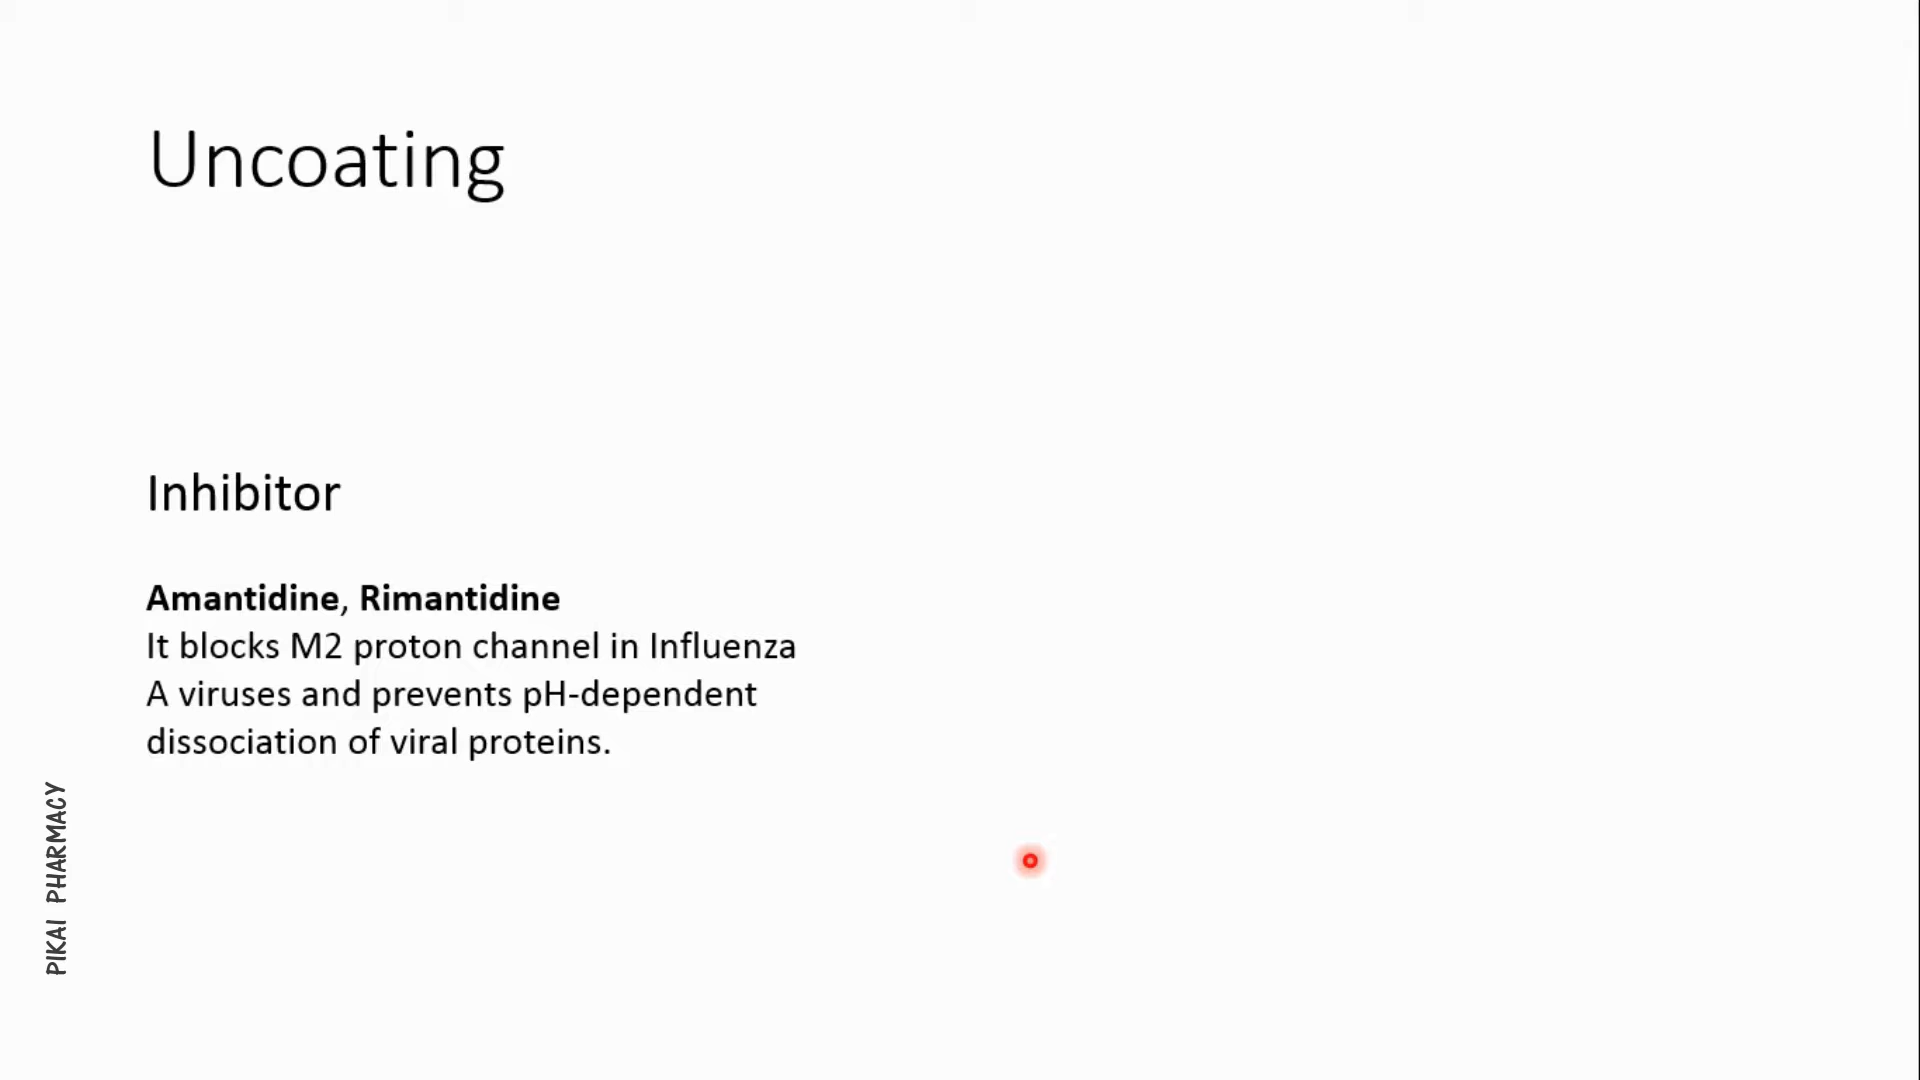 Uncoating
Inhibitor
Amantidine, Rimantidine
It blocks M2 proton channel in Influenza
A viruses and prevents pH-dependent
dissociation of viral proteins.
PIKAI PHARMACY